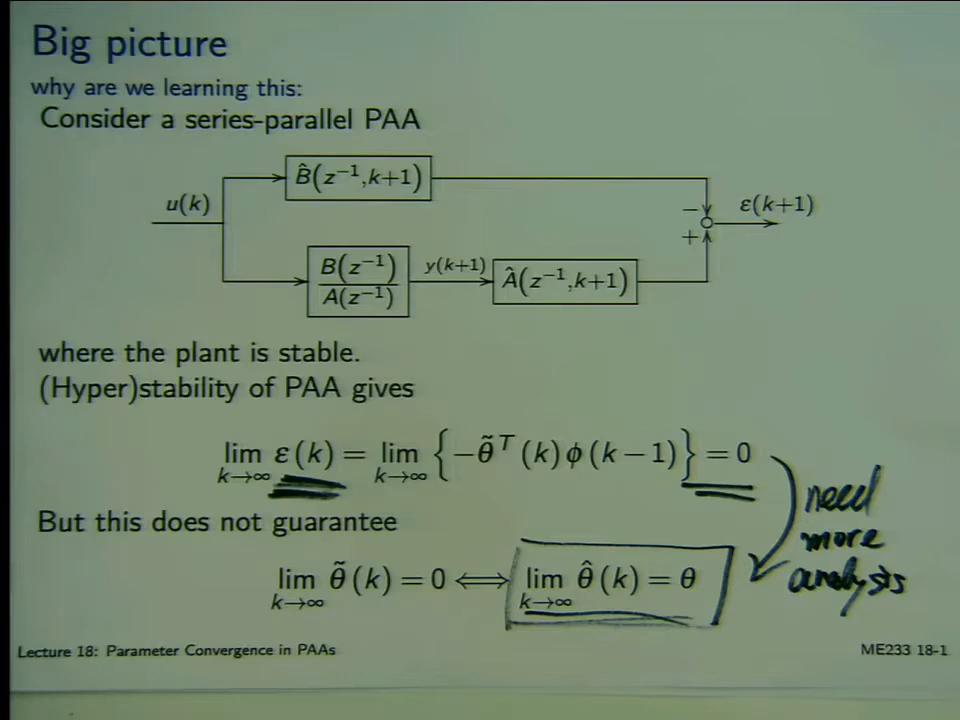 Big picture
why are we learning this:
Consider a series-parallel PAA
u(k)
B̂(z⁻¹,k+1)
B(z⁻¹)
A(z⁻¹)
y(k+1)
Â(z⁻¹,k+1)
−
+
ε(k+1)
where the plant is stable.
(Hyper)stability of PAA gives
lim k→∞ ε(k) = lim k→∞ {−θ̃ᵀ(k)ϕ(k−1)} = 0
need
more
analysis
But this does not guarantee
lim k→∞ θ̃(k) = 0 ⟺ lim k→∞ θ̂(k) = θ
Lecture 18: Parameter Convergence in PAAs
ME233 18-1